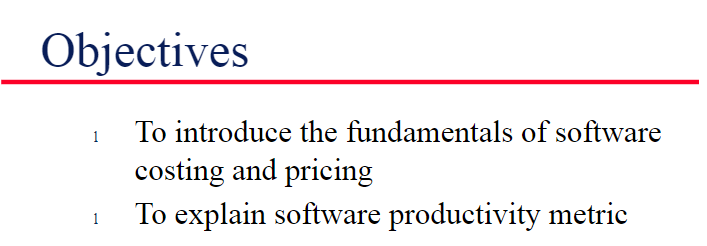 Objectives
l To introduce the fundamentals of software
costing and pricing
l To explain software productivity metric